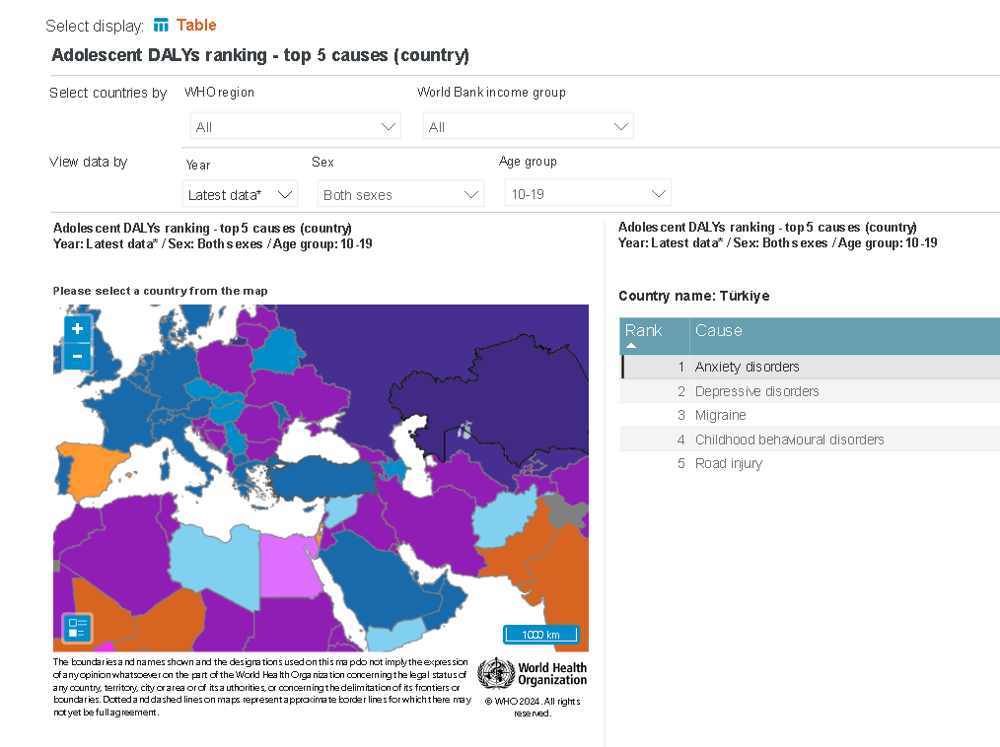 Select display: Table
Adolescent DALYs ranking - top 5 causes (country)
Select countries by WHO region World Bank income group
All All
View data by Year Sex Age group
Latest data* Both sexes 10-19
Adolescent DALYs ranking - top 5 causes (country)
Year: Latest data* / Sex: Both sexes / Age group: 10-19
Please select a country from the map
+
-
1000 km
The boundaries and names shown and the designations used on this map do not imply the expression
of any opinion whatsoever on the part of the World Health Organization concerning the legal status of
any country, territory, city or area or of its authorities, or concerning the delimitation of its frontiers or
boundaries. Dotted and dashed lines on maps represent approximate border lines for which there may
not yet be full agreement.
World Health
Organization
© WHO 2024. All rights
reserved.
Adolescent DALYs ranking - top 5 causes (country)
Year: Latest data* / Sex: Both sexes / Age group: 10-19
Country name: Türkiye
Rank Cause
1 Anxiety disorders
2 Depressive disorders
3 Migraine
4 Childhood behavioural disorders
5 Road injury